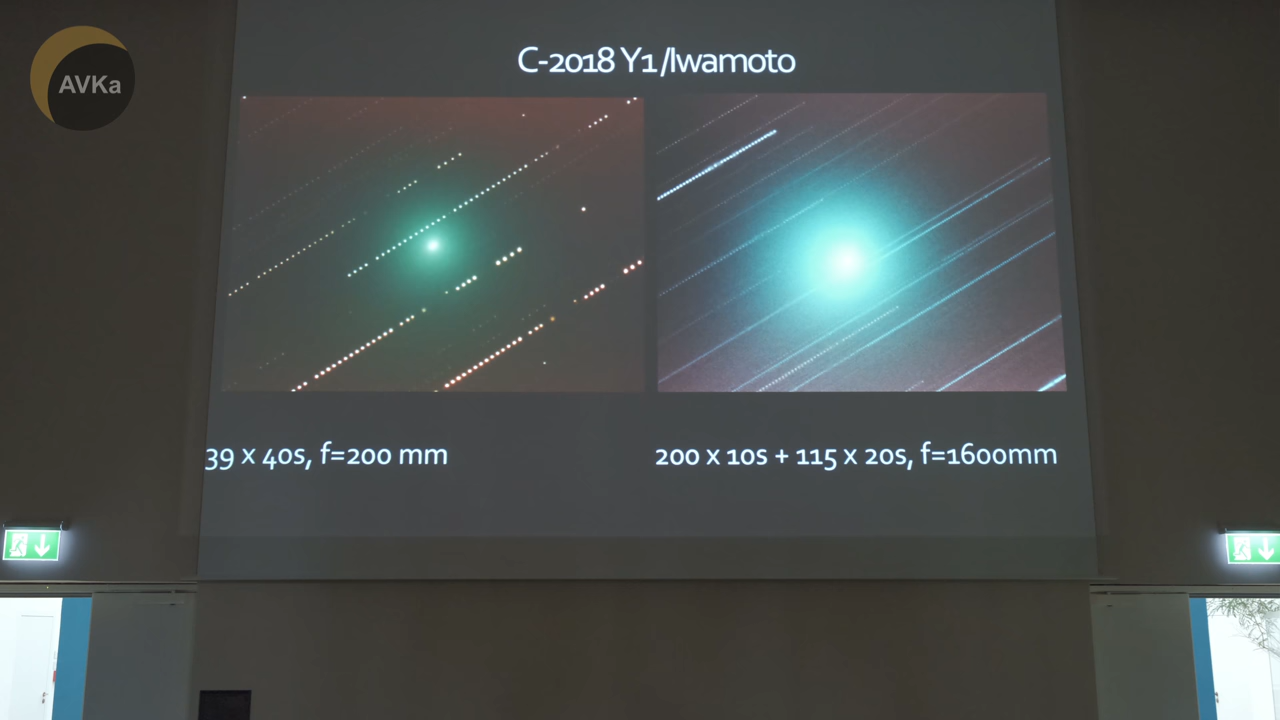 AVKa
C-2018 Y1/Iwamoto
39 x 40s, f=200 mm
200 x 10s + 115 x 20s, f=1600mm